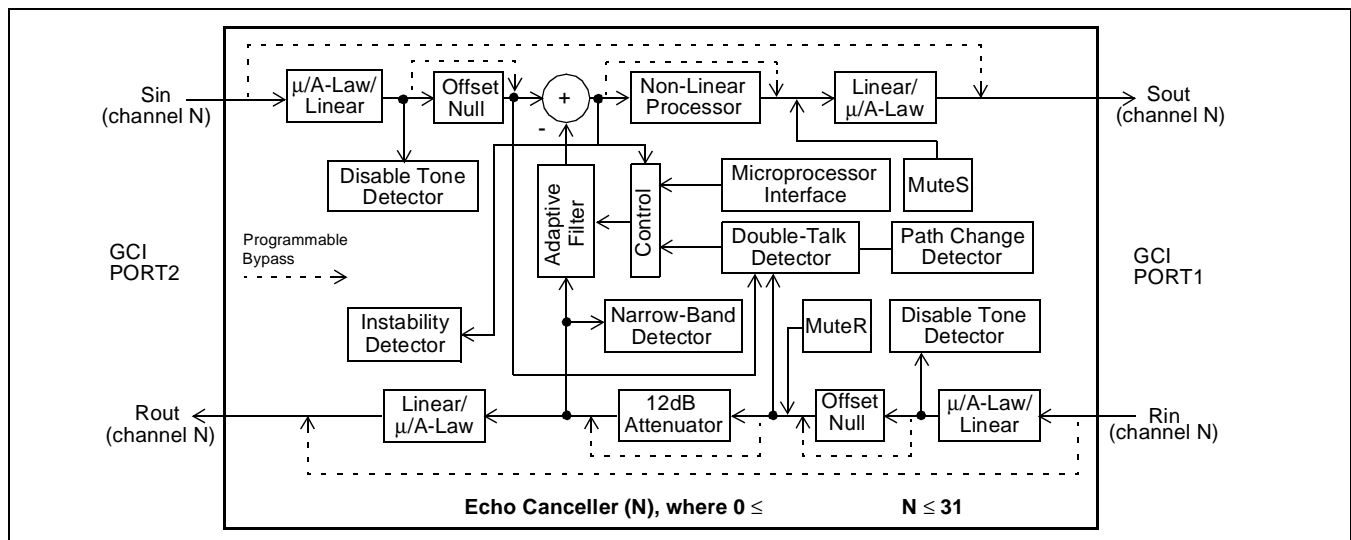 Sin
(channel N)
μ/A-Law/
Linear
Offset
Null
+
-
Non-Linear
Processor
Linear/
μ/A-Law
Sout
(channel N)
Disable Tone
Detector
Adaptive
Filter
Control
Microprocessor
Interface
MuteS
GCI
PORT2
Programmable
Bypass
Double-Talk
Detector
Path Change
Detector
GCI
PORT1
Instability
Detector
Narrow-Band
Detector
MuteR
Disable Tone
Detector
Rout
(channel N)
Linear/
μ/A-Law
12dB
Attenuator
Offset
Null
μ/A-Law/
Linear
Rin
(channel N)
Echo Canceller (N), where 0 ≤ N ≤ 31